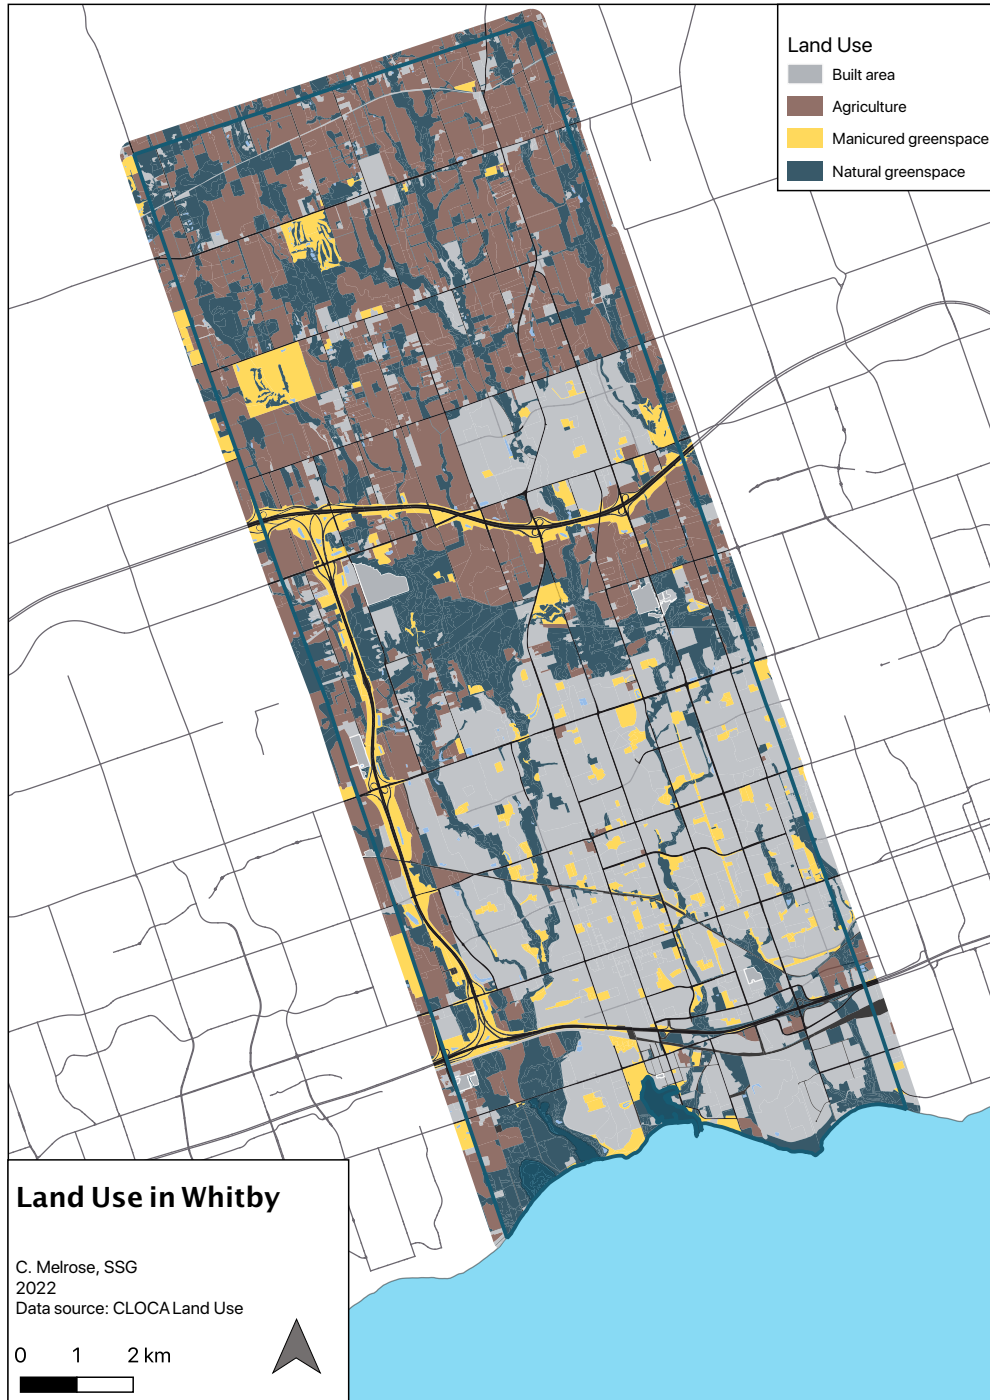 Land Use
Built area
Agriculture
Manicured greenspace
Natural greenspace
Land Use in Whitby
C. Melrose, SSG
2022
Data source: CLOCA Land Use
0 1 2 km